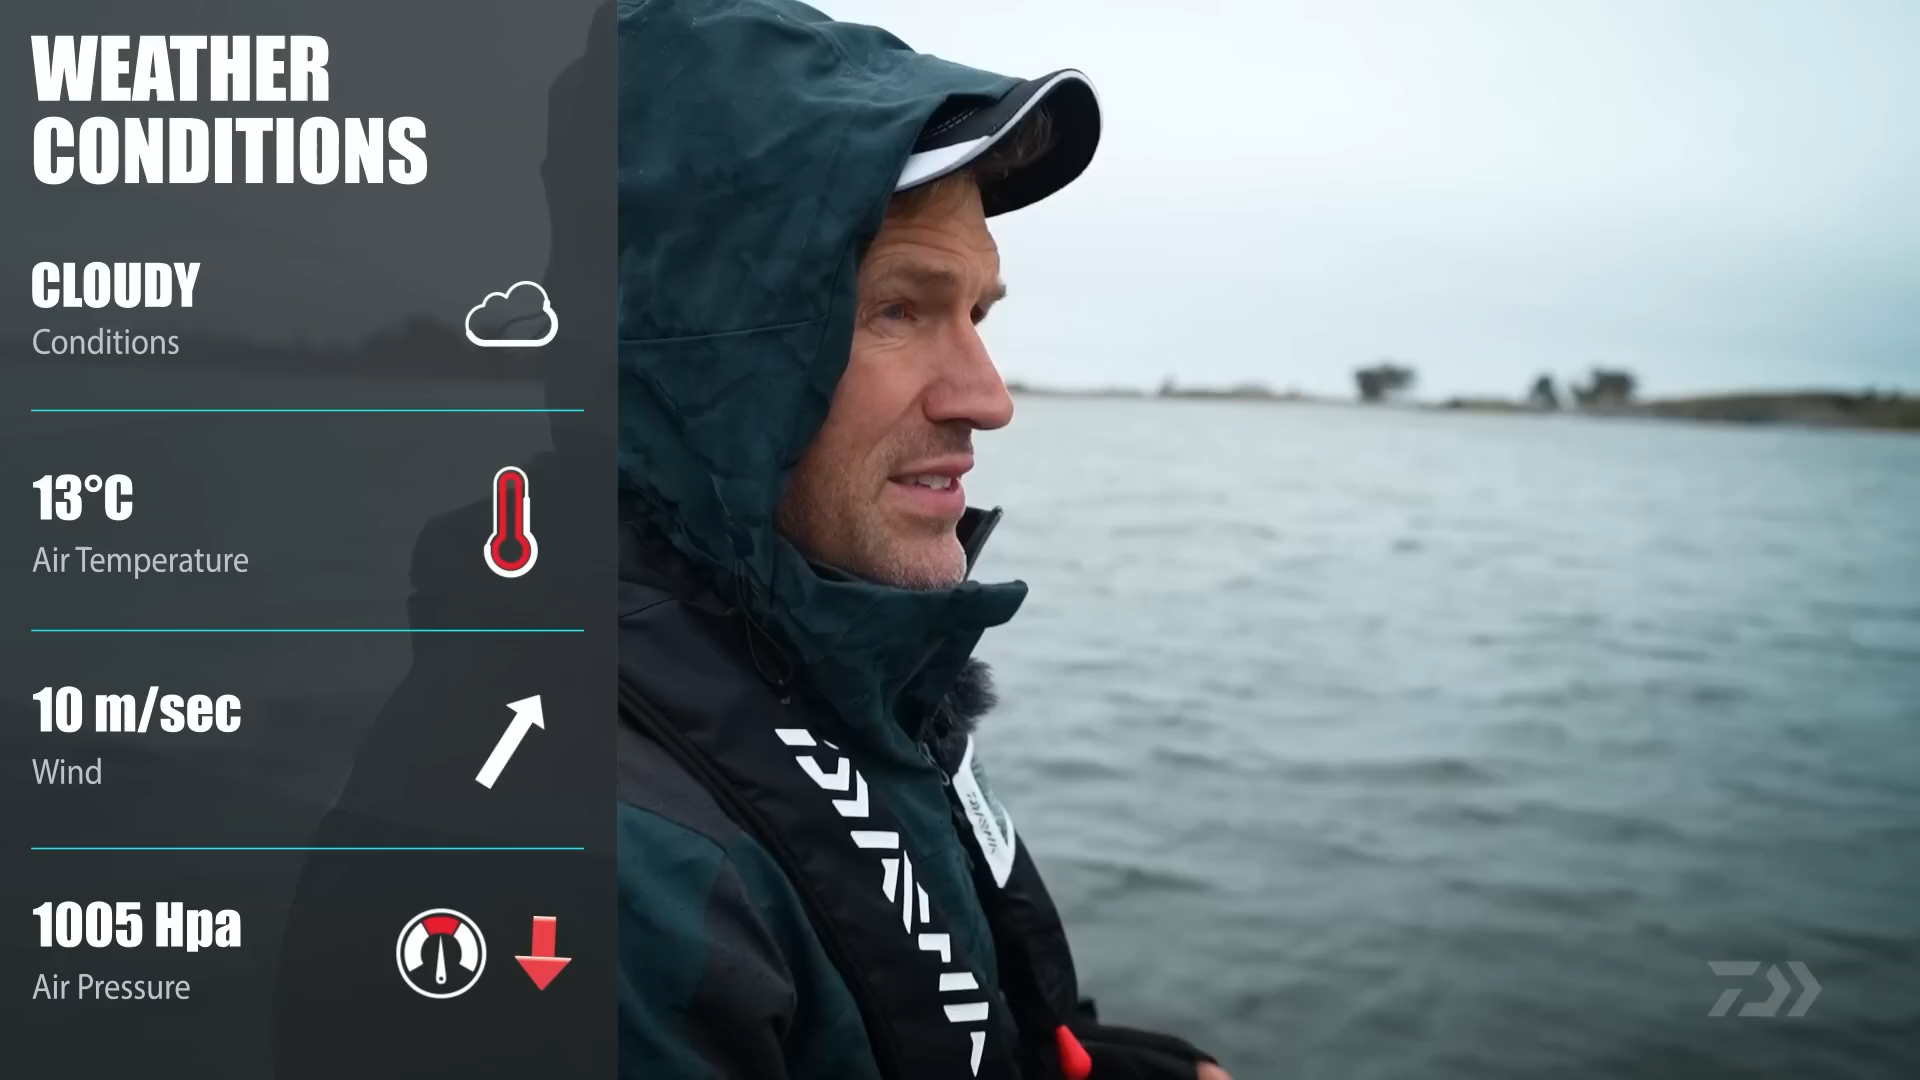 WEATHER
CONDITIONS
CLOUDY
Conditions
13°C
Air Temperature
10 m/sec
Wind
1005 Hpa
Air Pressure